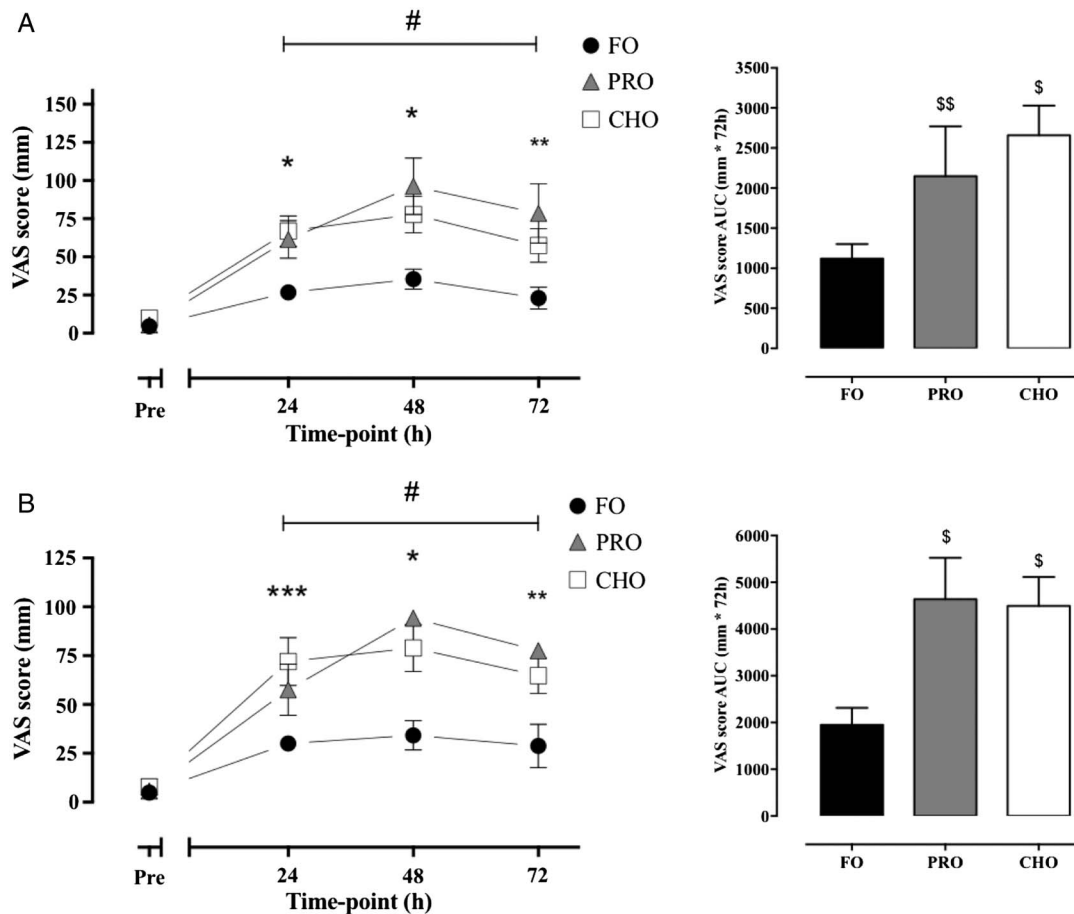 A
#
FO
PRO
CHO
*
*
**
VAS score (mm)
150
125
100
75
50
25
0
Pre
24
48
72
Time-point (h)
VAS score AUC (mm * 72h)
3500
3000
2500
2000
1500
1000
500
0
$$
$
FO
PRO
CHO
B
#
FO
PRO
CHO
***
*
**
VAS score (mm)
125
100
75
50
25
0
Pre
24
48
72
Time-point (h)
VAS score AUC (mm * 72h)
6000
5000
4000
3000
2000
1000
0
$
$
FO
PRO
CHO